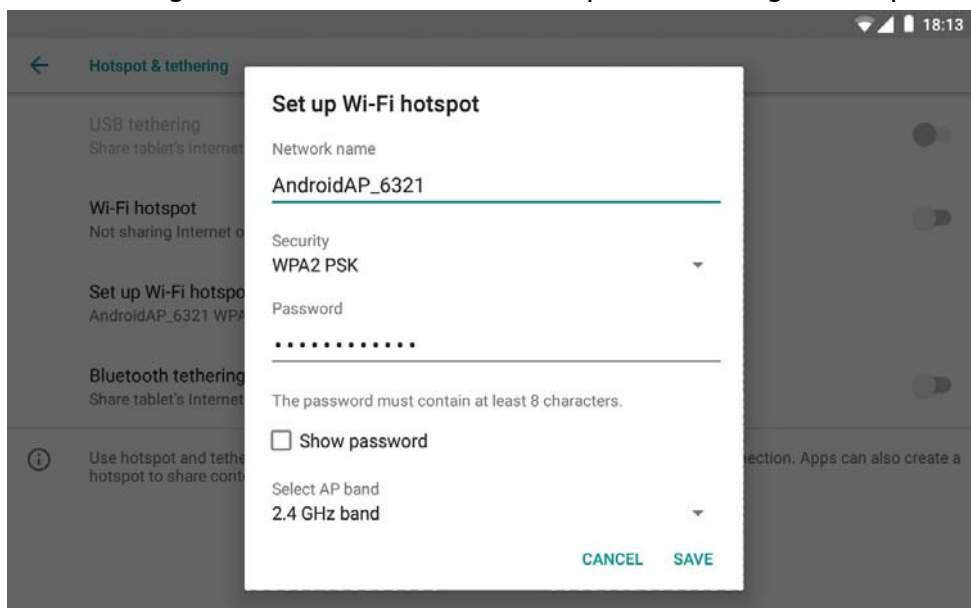 18:13
Hotspot & tethering
USB tethering
Share tablet's Internet
Wi-Fi hotspot
Not sharing Internet o
Set up Wi-Fi hotspo
AndroidAP_6321 WPA
Bluetooth tethering
Share tablet's Internet
Use hotspot and tethe
ection. Apps can also create a
hotspot to share cont
Set up Wi-Fi hotspot
Network name
AndroidAP_6321
Security
WPA2 PSK
Password
••••••••••••
The password must contain at least 8 characters.
Show password
Select AP band
2.4 GHz band
CANCEL SAVE